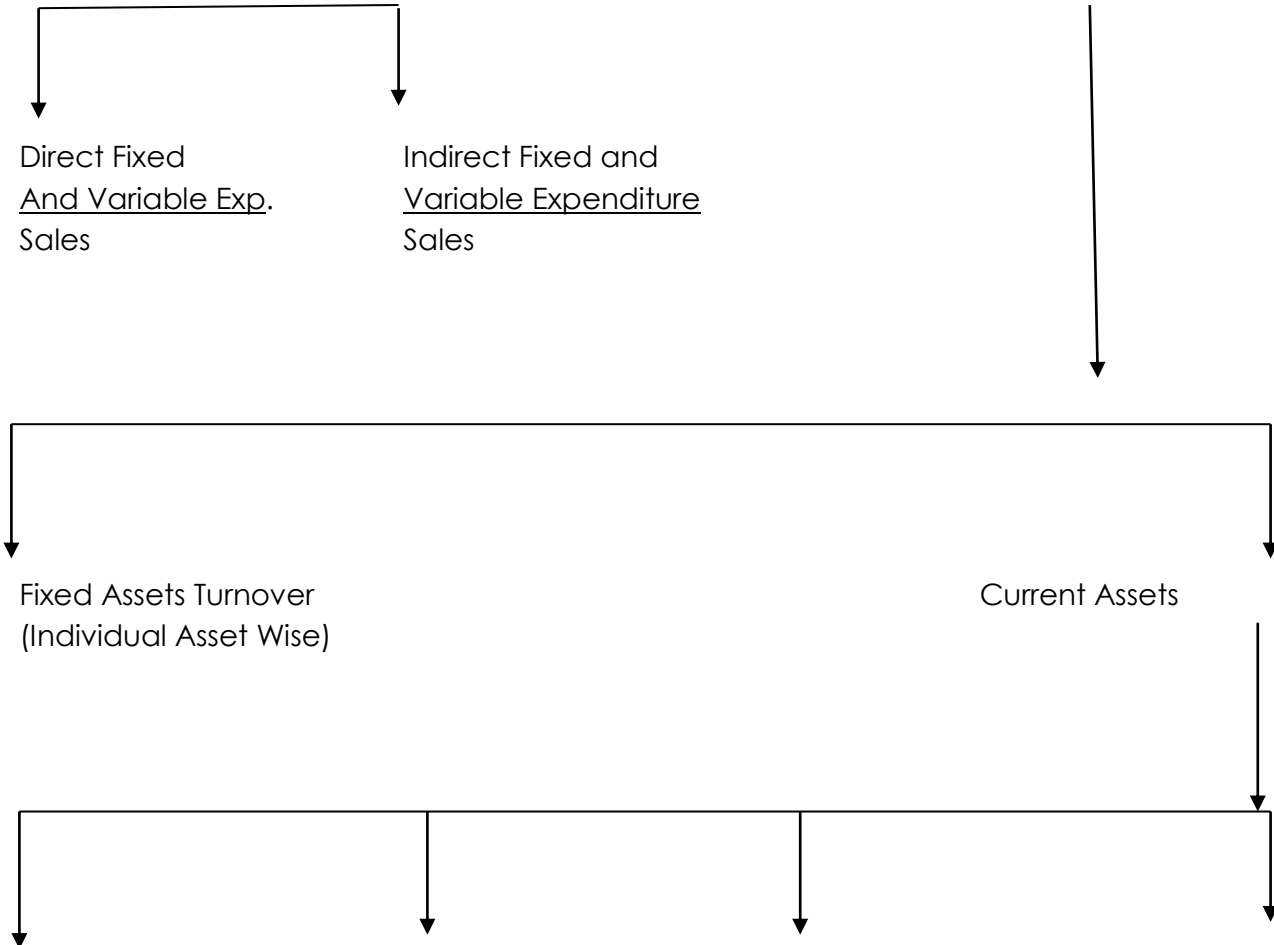 Direct Fixed
And Variable Exp.
Sales
Indirect Fixed and
Variable Expenditure
Sales
Fixed Assets Turnover
(Individual Asset Wise)
Current Assets